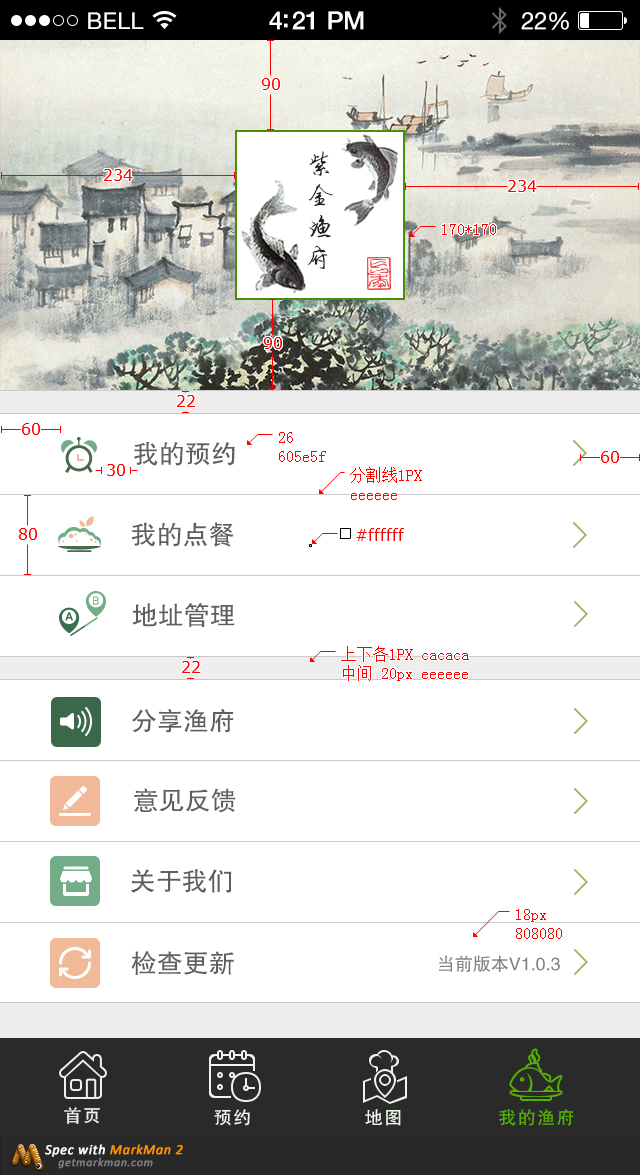 BELL 4:21 PM 22%
90
234
234
紫金渔府
170*170
90
22
60
我的预约
26
605e5f
60
30
分割线1PX
eeeeee
80
我的点餐
#ffffff
A
B
地址管理
22
上下各1PX cacaca
中间 20px eeeeee
分享渔府
意见反馈
关于我们
18px
808080
检查更新
当前版本V1.0.3
首页
预约
地图
我的渔府
Spec with MarkMan 2
getmarkman.com